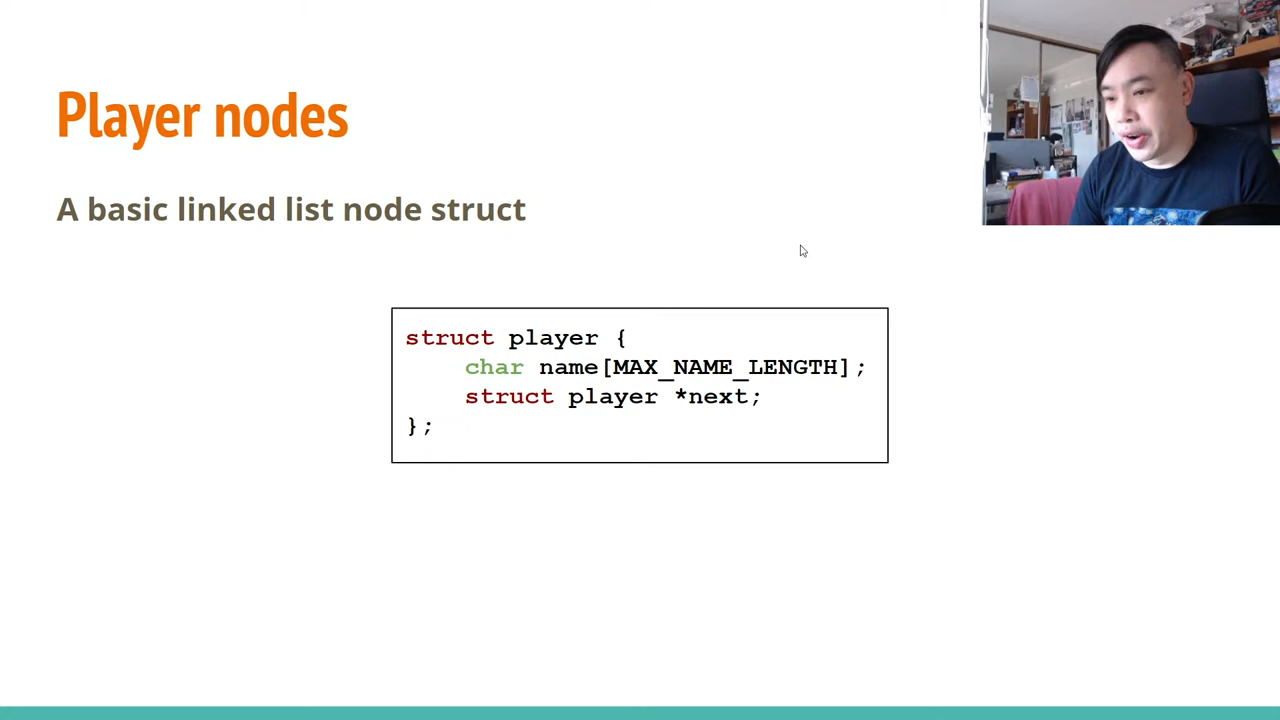 Player nodes
A basic linked list node struct
struct player {
    char name[MAX_NAME_LENGTH];
    struct player *next;
};